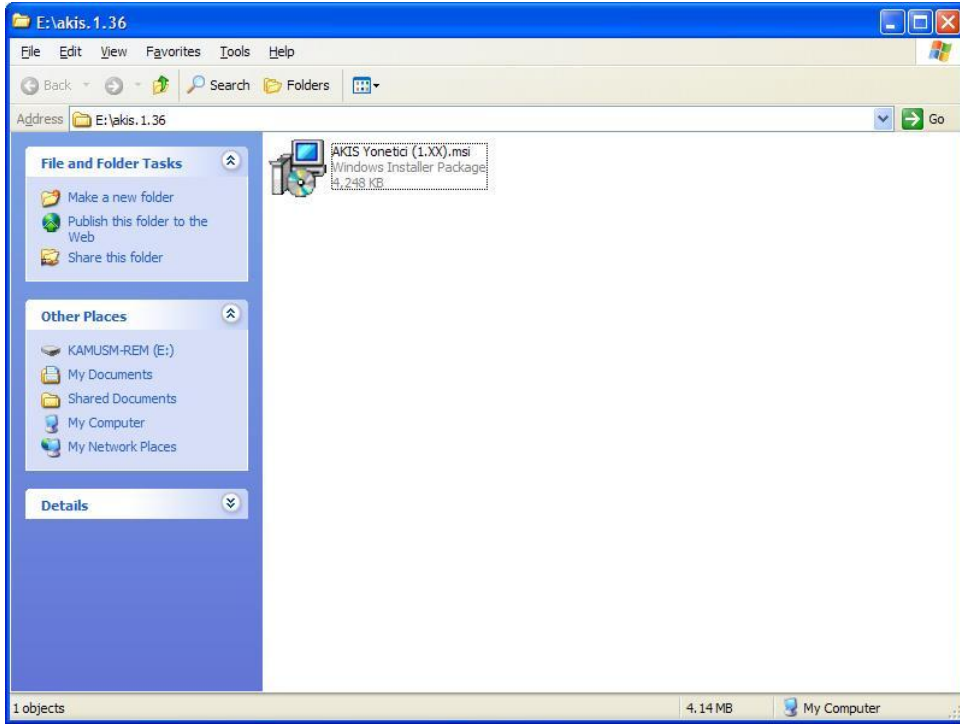 E:\akis.1.36
File Edit View Favorites Tools Help
Back Search Folders
Address E:\akis.1.36 Go
File and Folder Tasks
Make a new folder
Publish this folder to the
Web
Share this folder
Other Places
KAMUSM-REM (E:)
My Documents
Shared Documents
My Computer
My Network Places
Details
AKIS Yonetici (1.XX).msi
Windows Installer Package
4,248 KB
1 objects 4.14 MB My Computer